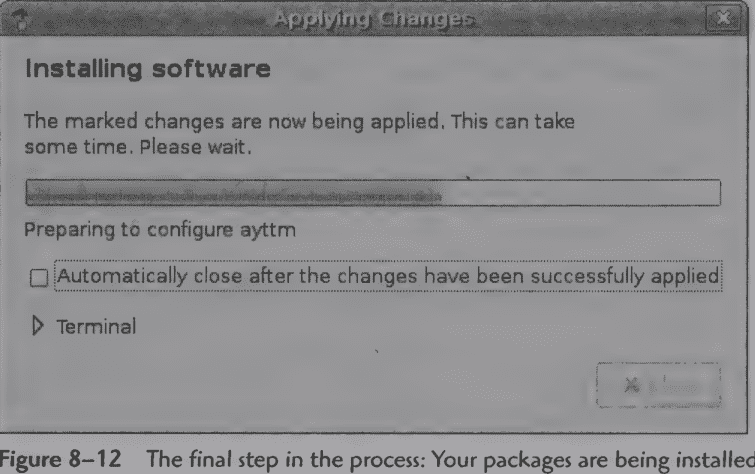 Applying Changes
Installing software
The marked changes are now being applied. This can take
some time. Please wait.
Preparing to configure ayttm
Automatically close after the changes have been successfully applied
Terminal
Figure 8–12 The final step in the process: Your packages are being installed